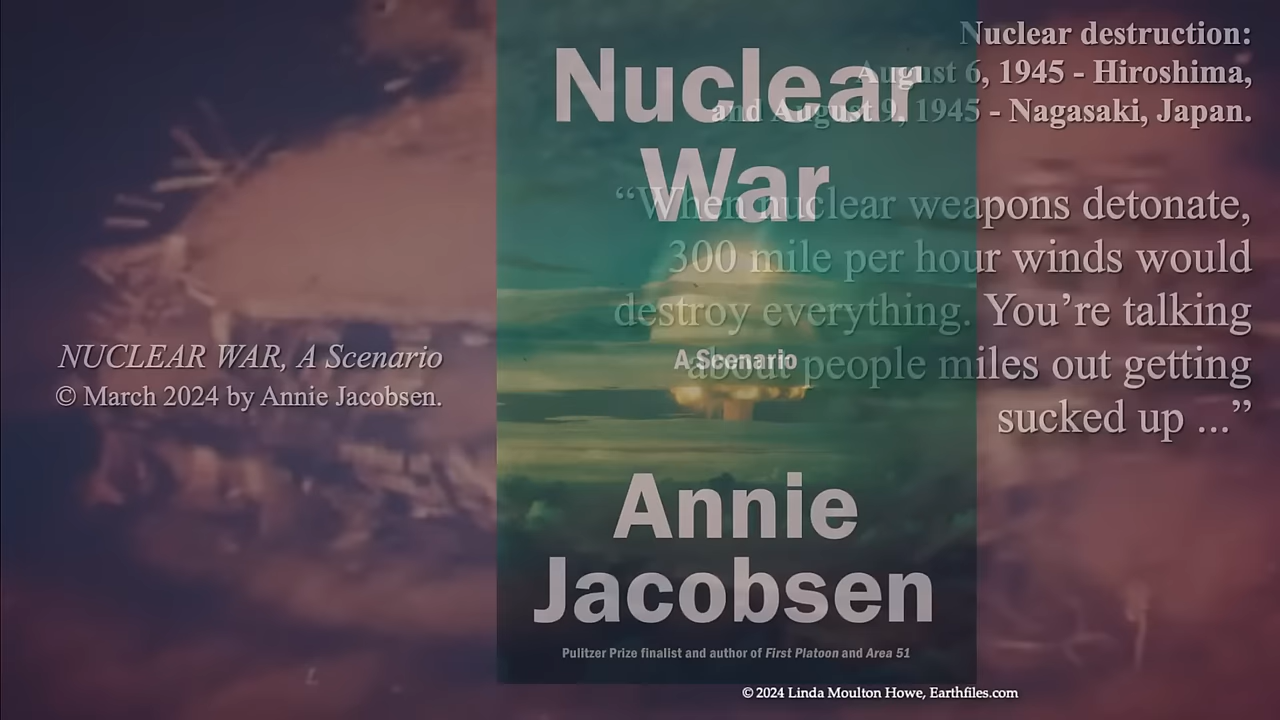 NUCLEAR WAR, A Scenario
© March 2024 by Annie Jacobsen.
Nuclear
War
A Scenario
Annie
Jacobsen
Pulitzer Prize finalist and author of First Platoon and Area 51
Nuclear destruction:
August 6, 1945 - Hiroshima,
and August 9, 1945 - Nagasaki, Japan.
“When nuclear weapons detonate,
300 mile per hour winds would
destroy everything. You’re talking
about people miles out getting
sucked up ...”
© 2024 Linda Moulton Howe, Earthfiles.com